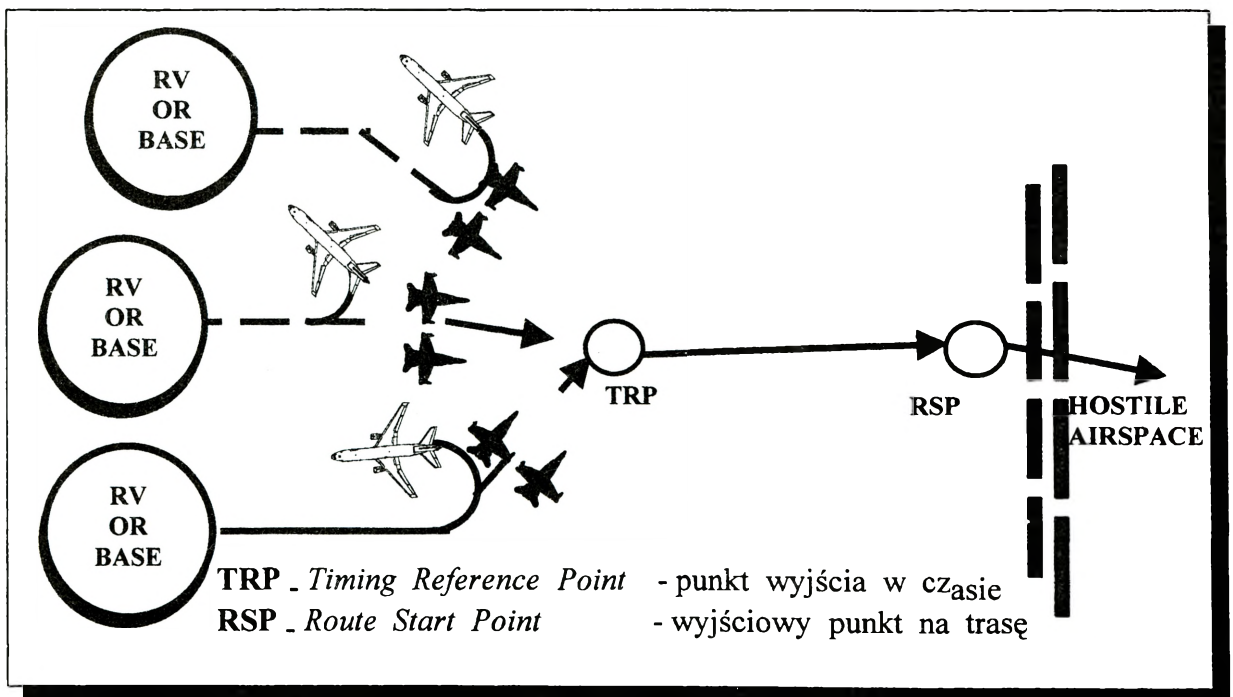 RV
OR
BASE
RV
OR
BASE
TRP
RSP
HOSTILE
AIRSPACE
RV
OR
BASE
TRP - Timing Reference Point - punkt wyjścia w czasie
RSP - Route Start Point - wyjściowy punkt na trasę